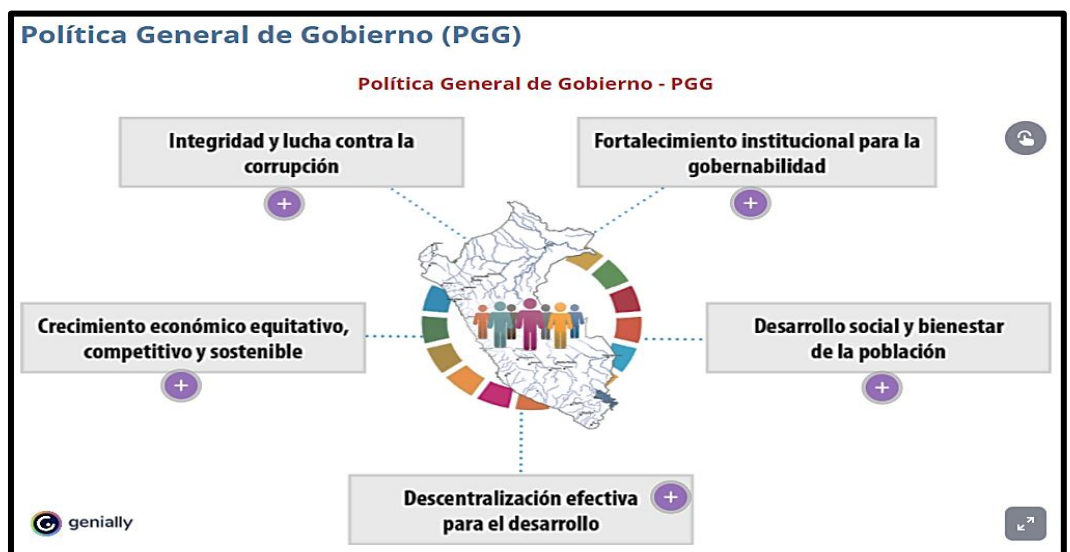 Política General de Gobierno (PGG)
Política General de Gobierno - PGG
Integridad y lucha contra la
corrupción
Fortalecimiento institucional para la
gobernabilidad
Crecimiento económico equitativo,
competitivo y sostenible
Desarrollo social y bienestar
de la población
Descentralización efectiva
para el desarrollo
genially